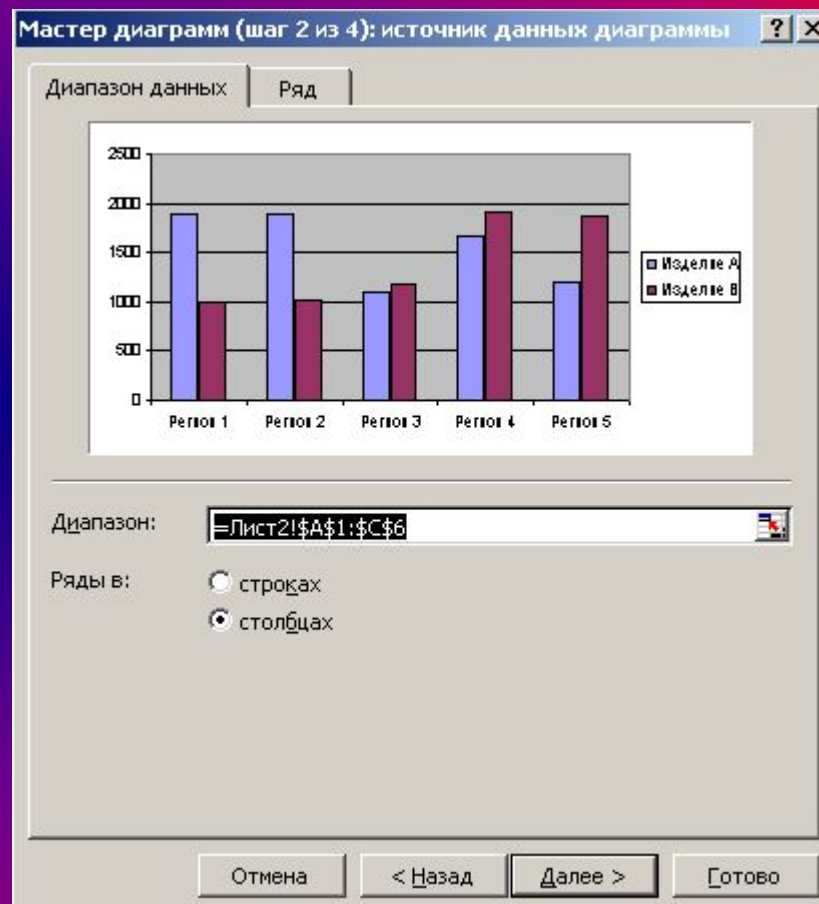 Мастер диаграмм (шаг 2 из 4): источник данных диаграммы
Диапазон данных Ряд
2500
2000
1500
1000
500
0
Изделие А
Изделие В
Регион 1 Регион 2 Регион 3 Регион 4 Регион 5
Диапазон: =Лист2!$A$1:$C$6
Ряды в: строках
столбцах
Отмена < Назад Далее > Готово